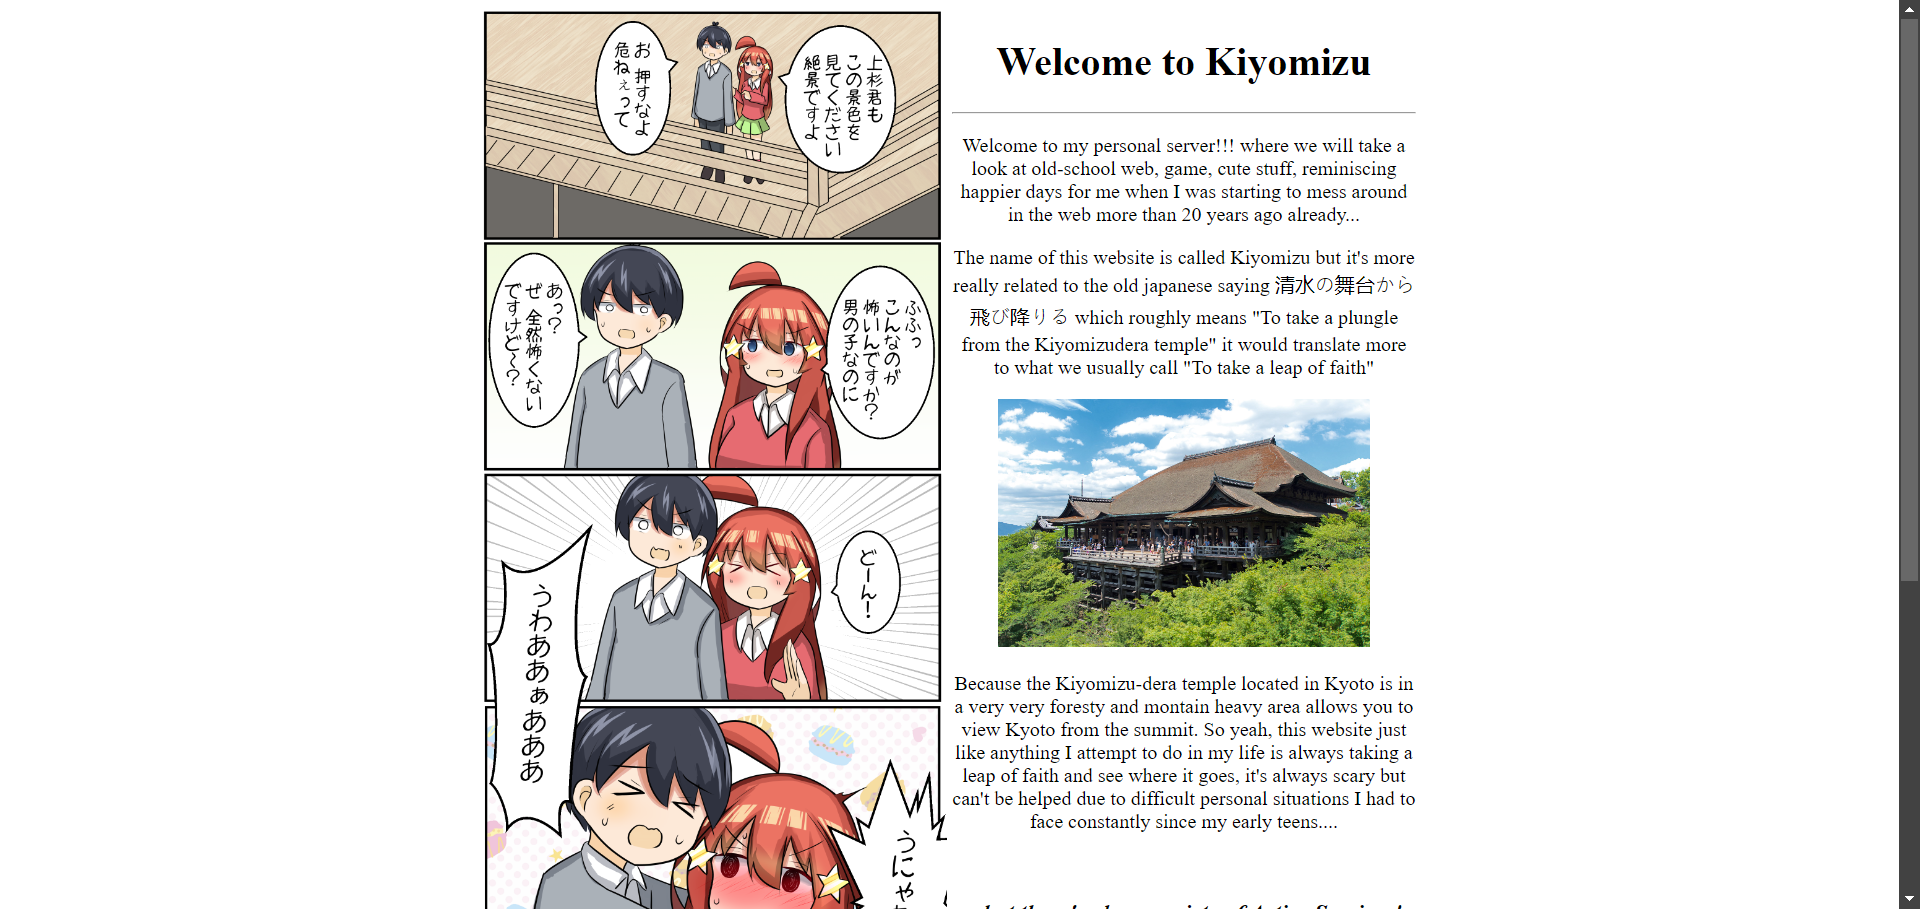 上杉君も
この景色を
見てください
絶景ですよ
お 押すなよ
危ねぇって
ふふっ
こんなのが
怖いんですか?
男の子なのに
あっ?
ぜ 全然怖くない
ですけど〜?
どーん!
うわああぁあああ
Welcome to Kiyomizu
Welcome to my personal server!!! where we will take a
look at old-school web, game, cute stuff, reminiscing
happier days for me when I was starting to mess around
in the web more than 20 years ago already...
The name of this website is called Kiyomizu but it's more
really related to the old japanese saying 清水の舞台から
飛び降りる which roughly means "To take a plungle
from the Kiyomizudera temple" it would translate more
to what we usually call "To take a leap of faith"
Because the Kiyomizu-dera temple located in Kyoto is in
a very very foresty and montain heavy area allows you to
view Kyoto from the summit. So yeah, this website just
like anything I attempt to do in my life is always taking a
leap of faith and see where it goes, it's always scary but
can't be helped due to difficult personal situations I had to
face constantly since my early teens....